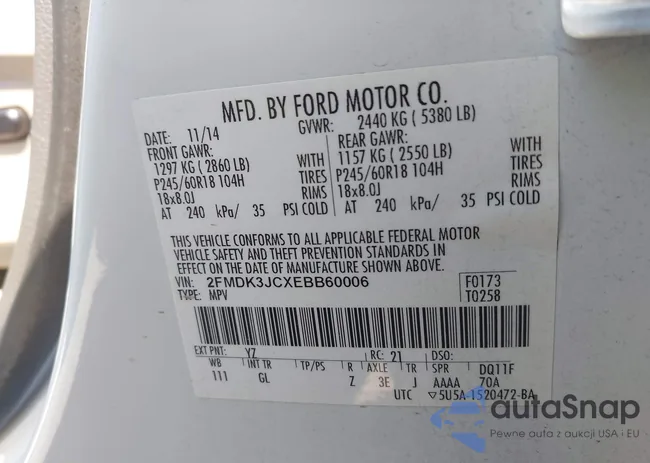 MFD. BY FORD MOTOR CO.
DATE: 11/14 GVWR: 2440 KG ( 5380 LB)
FRONT GAWR: REAR GAWR:
1297 KG ( 2860 LB) WITH 1157 KG ( 2550 LB) WITH
P245/60R18 104H TIRES P245/60R18 104H TIRES
18x8.0J RIMS 18x8.0J RIMS
AT 240 kPa/ 35 PSI COLD AT 240 kPa/ 35 PSI COLD
THIS VEHICLE CONFORMS TO ALL APPLICABLE FEDERAL MOTOR
VEHICLE SAFETY AND THEFT PREVENTION STANDARDS IN
EFFECT ON THE DATE OF MANUFACTURE SHOWN ABOVE.
VIN: 2FMDK3JCXEBB60006 F0173
TYPE: MPV T0258
EXT PNT: YZ RC: 21 DSO:
WB INT TR TP/PS R AXLE TR SPR DQ11F
111 GL Z 3E J AAAA 70A
UTC ▽5U5A-1520472-BA
autoSnap
Pewne auta z aukcji USA i EU